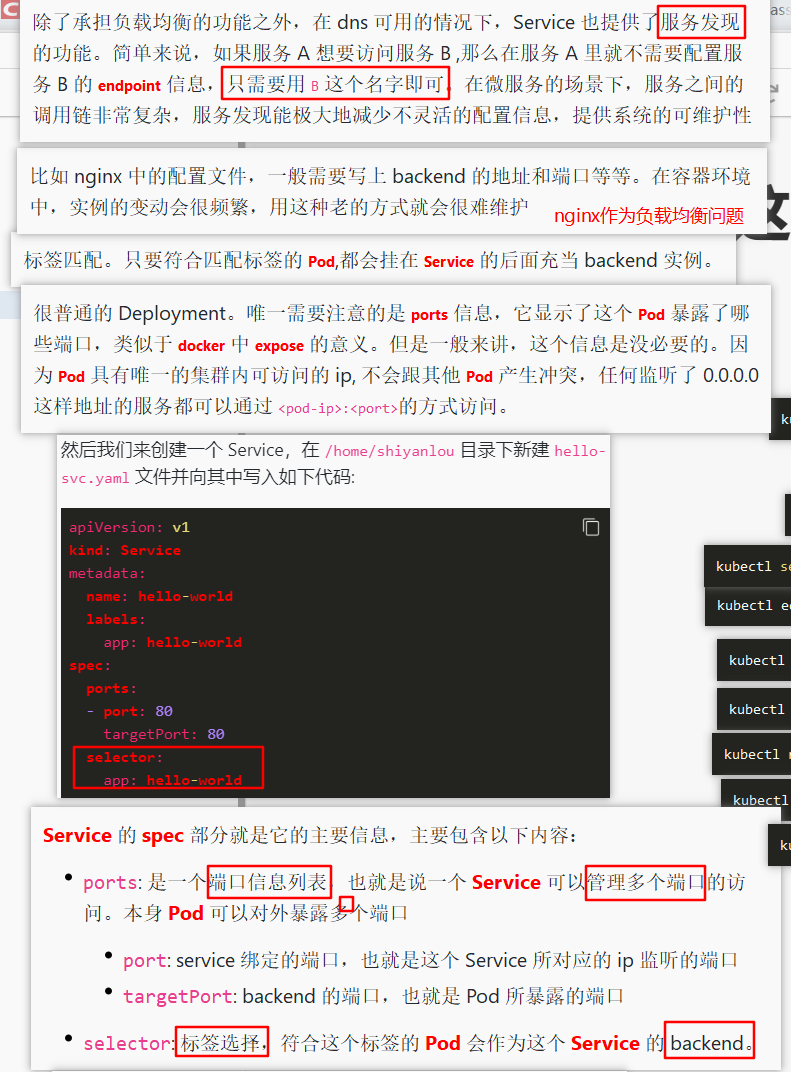 除了承担负载均衡的功能之外，在 dns 可用的情况下，Service 也提供了服务发现
的功能。简单来说，如果服务 A 想要访问服务 B ,那么在服务 A 里就不需要配置服
务 B 的 endpoint 信息，只需要用 B 这个名字即可。在微服务的场景下，服务之间的
调用链非常复杂，服务发现能极大地减少不灵活的配置信息，提供系统的可维护性
比如 nginx 中的配置文件，一般需要写上 backend 的地址和端口等等。在容器环境
中，实例的变动会很频繁，用这种老的方式就会很难维护
nginx作为负载均衡问题
这
标签匹配。只要符合匹配标签的 Pod,都会挂在 Service 的后面充当 backend 实例。
很普通的 Deployment。唯一需要注意的是 ports 信息，它显示了这个 Pod 暴露了哪
些端口，类似于 docker 中 expose 的意义。但是一般来讲，这个信息是没必要的。因
为 Pod 具有唯一的集群内可访问的 ip, 不会跟其他 Pod 产生冲突，任何监听了 0.0.0.0
这样地址的服务都可以通过 <pod-ip>:<port>的方式访问。
然后我们来创建一个 Service，在 /home/shiyanlou 目录下新建 hello-
svc.yaml 文件并向其中写入如下代码:
apiVersion: v1
kind: Service
metadata:
  name: hello-world
  labels:
    app: hello-world
spec:
  ports:
  - port: 80
    targetPort: 80
  selector:
    app: hello-world
kubectl
kubectl
kubectl
kubectl
kubectl
kubectl
Service 的 spec 部分就是它的主要信息，主要包含以下内容：
• ports: 是一个端口信息列表，也就是说一个 Service 可以管理多个端口的访
问。本身 Pod 可以对外暴露多个端口
• port: service 绑定的端口，也就是这个 Service 所对应的 ip 监听的端口
• targetPort: backend 的端口，也就是 Pod 所暴露的端口
• selector: 标签选择，符合这个标签的 Pod 会作为这个 Service 的 backend。